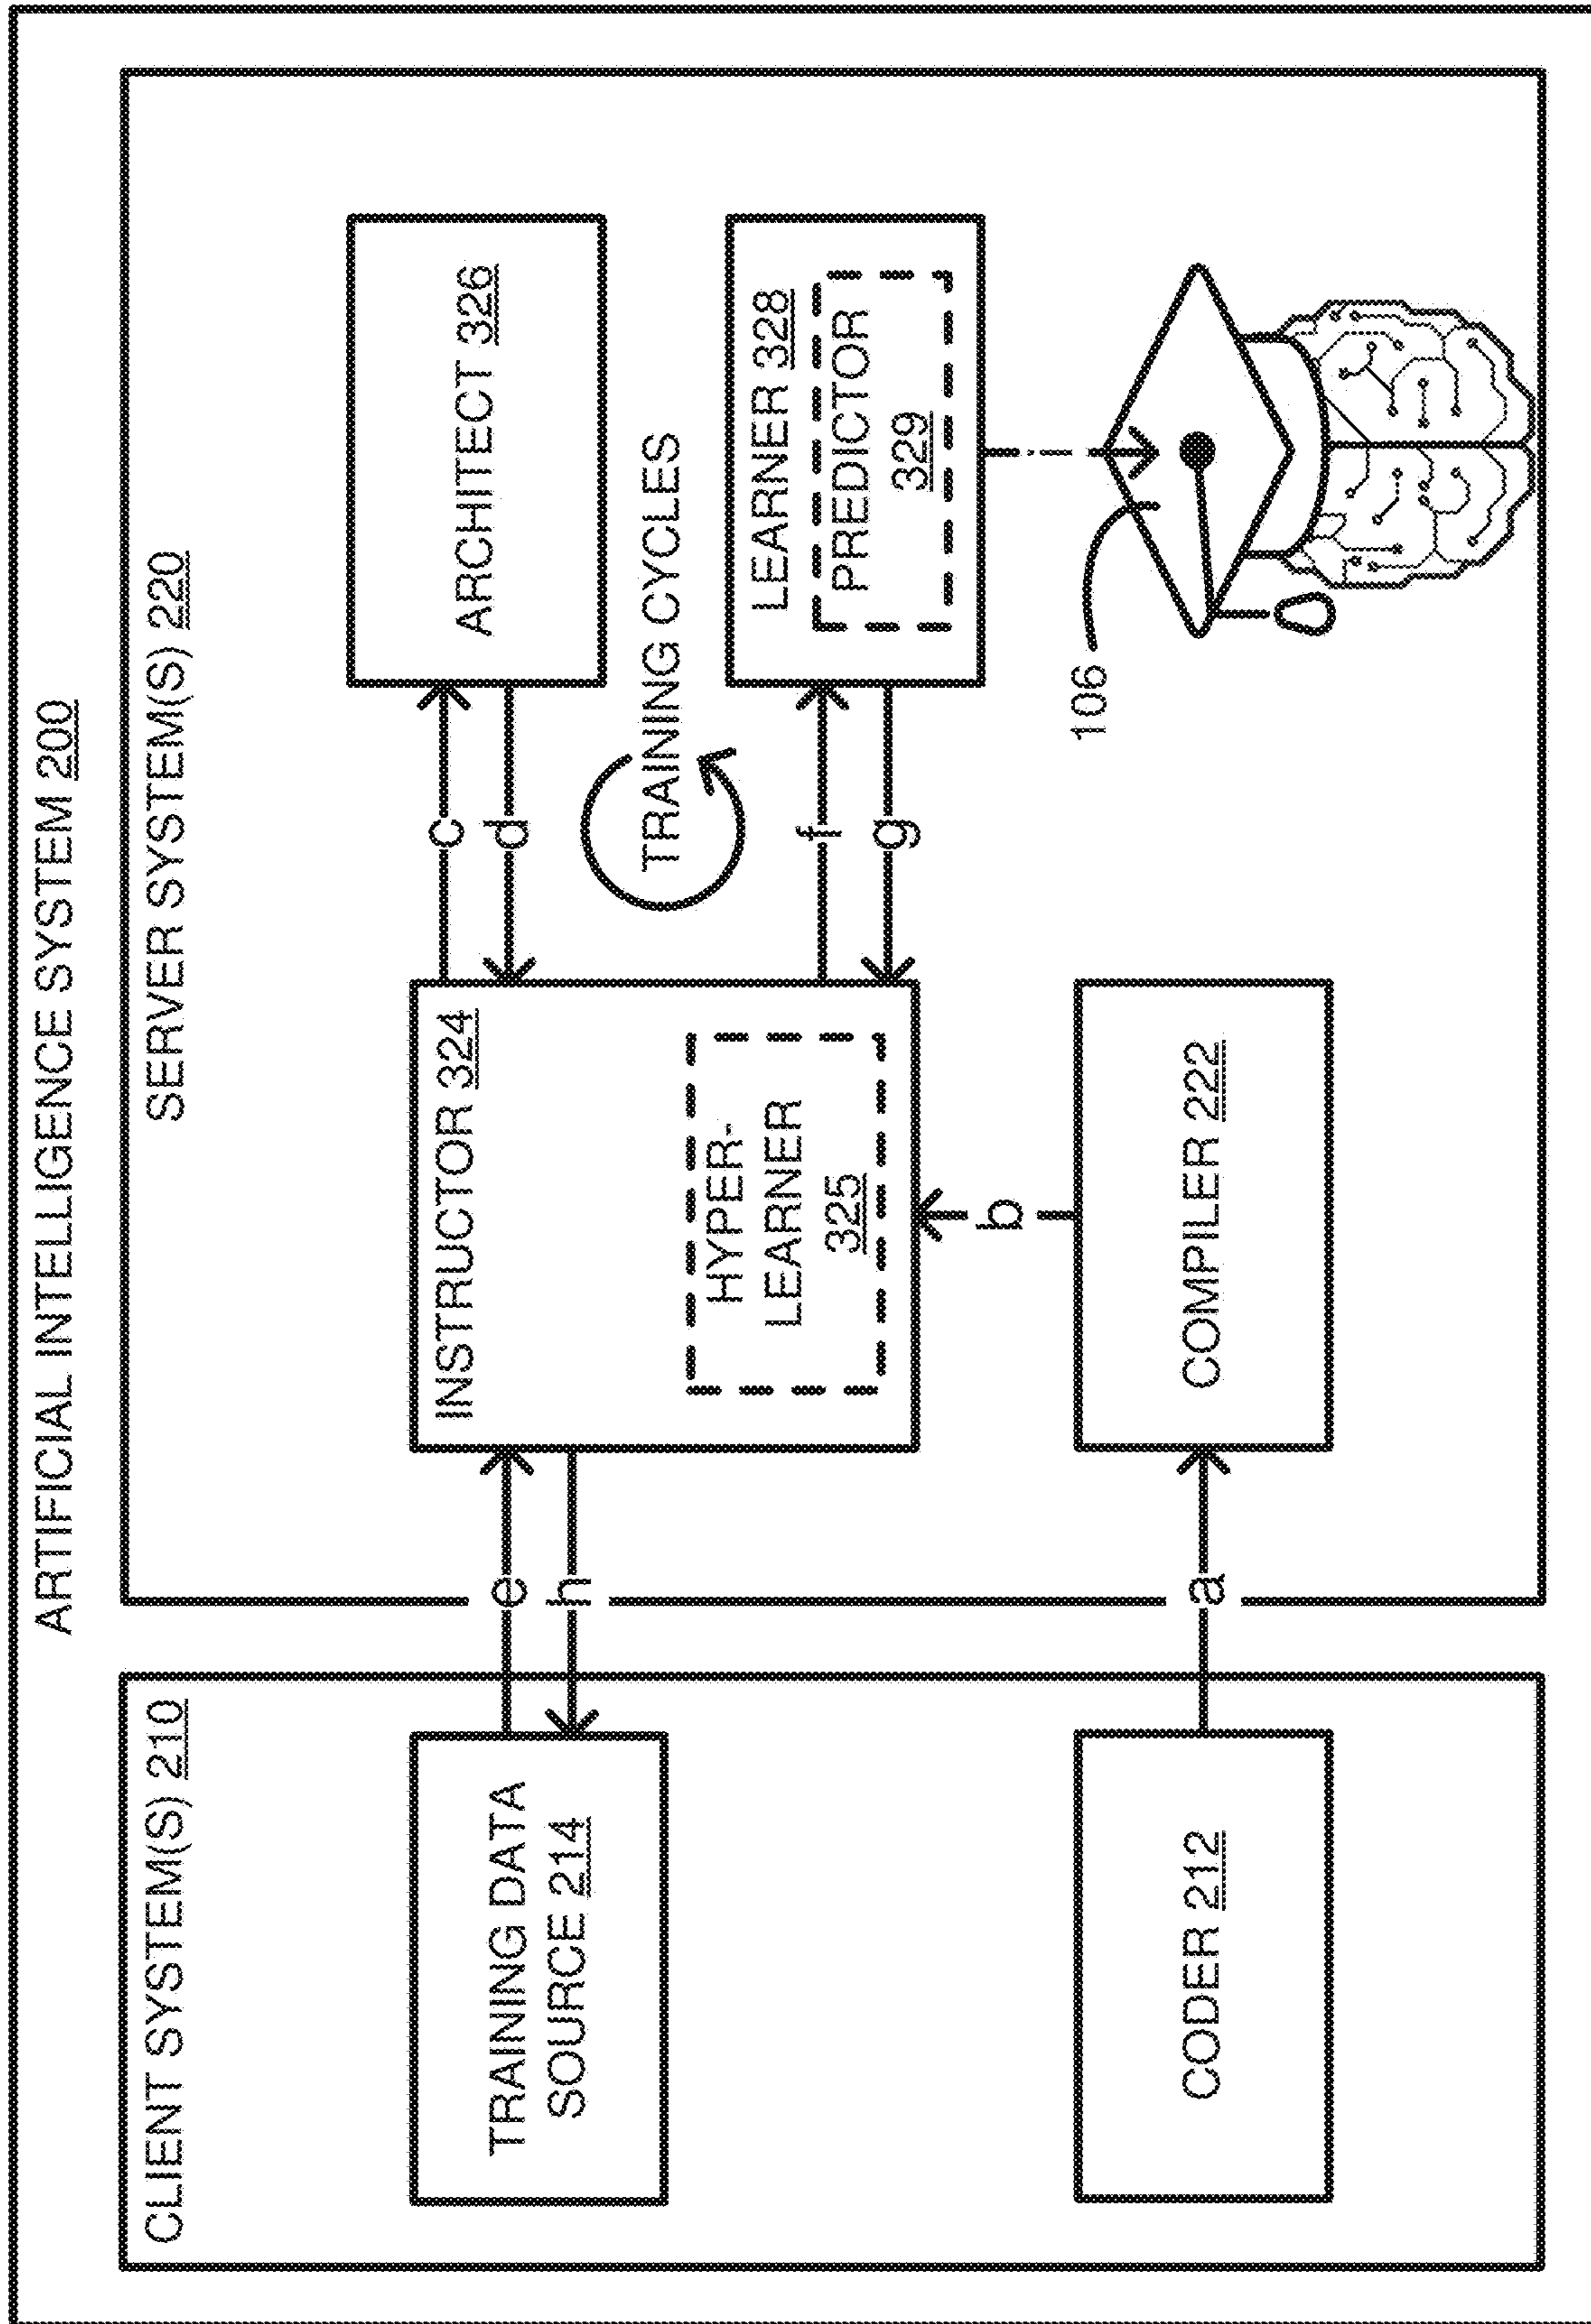 ARTIFICIAL INTELLIGENCE SYSTEM 200
CLIENT SYSTEM(S) 210
SERVER SYSTEM(S) 220
TRAINING DATA
SOURCE 214
e
h
INSTRUCTOR 324
HYPER-
LEARNER
325
c
d
ARCHITECT 326
TRAINING CYCLES
f
g
LEARNER 328
PREDICTOR
329
b
CODER 212
a
COMPILER 222
106